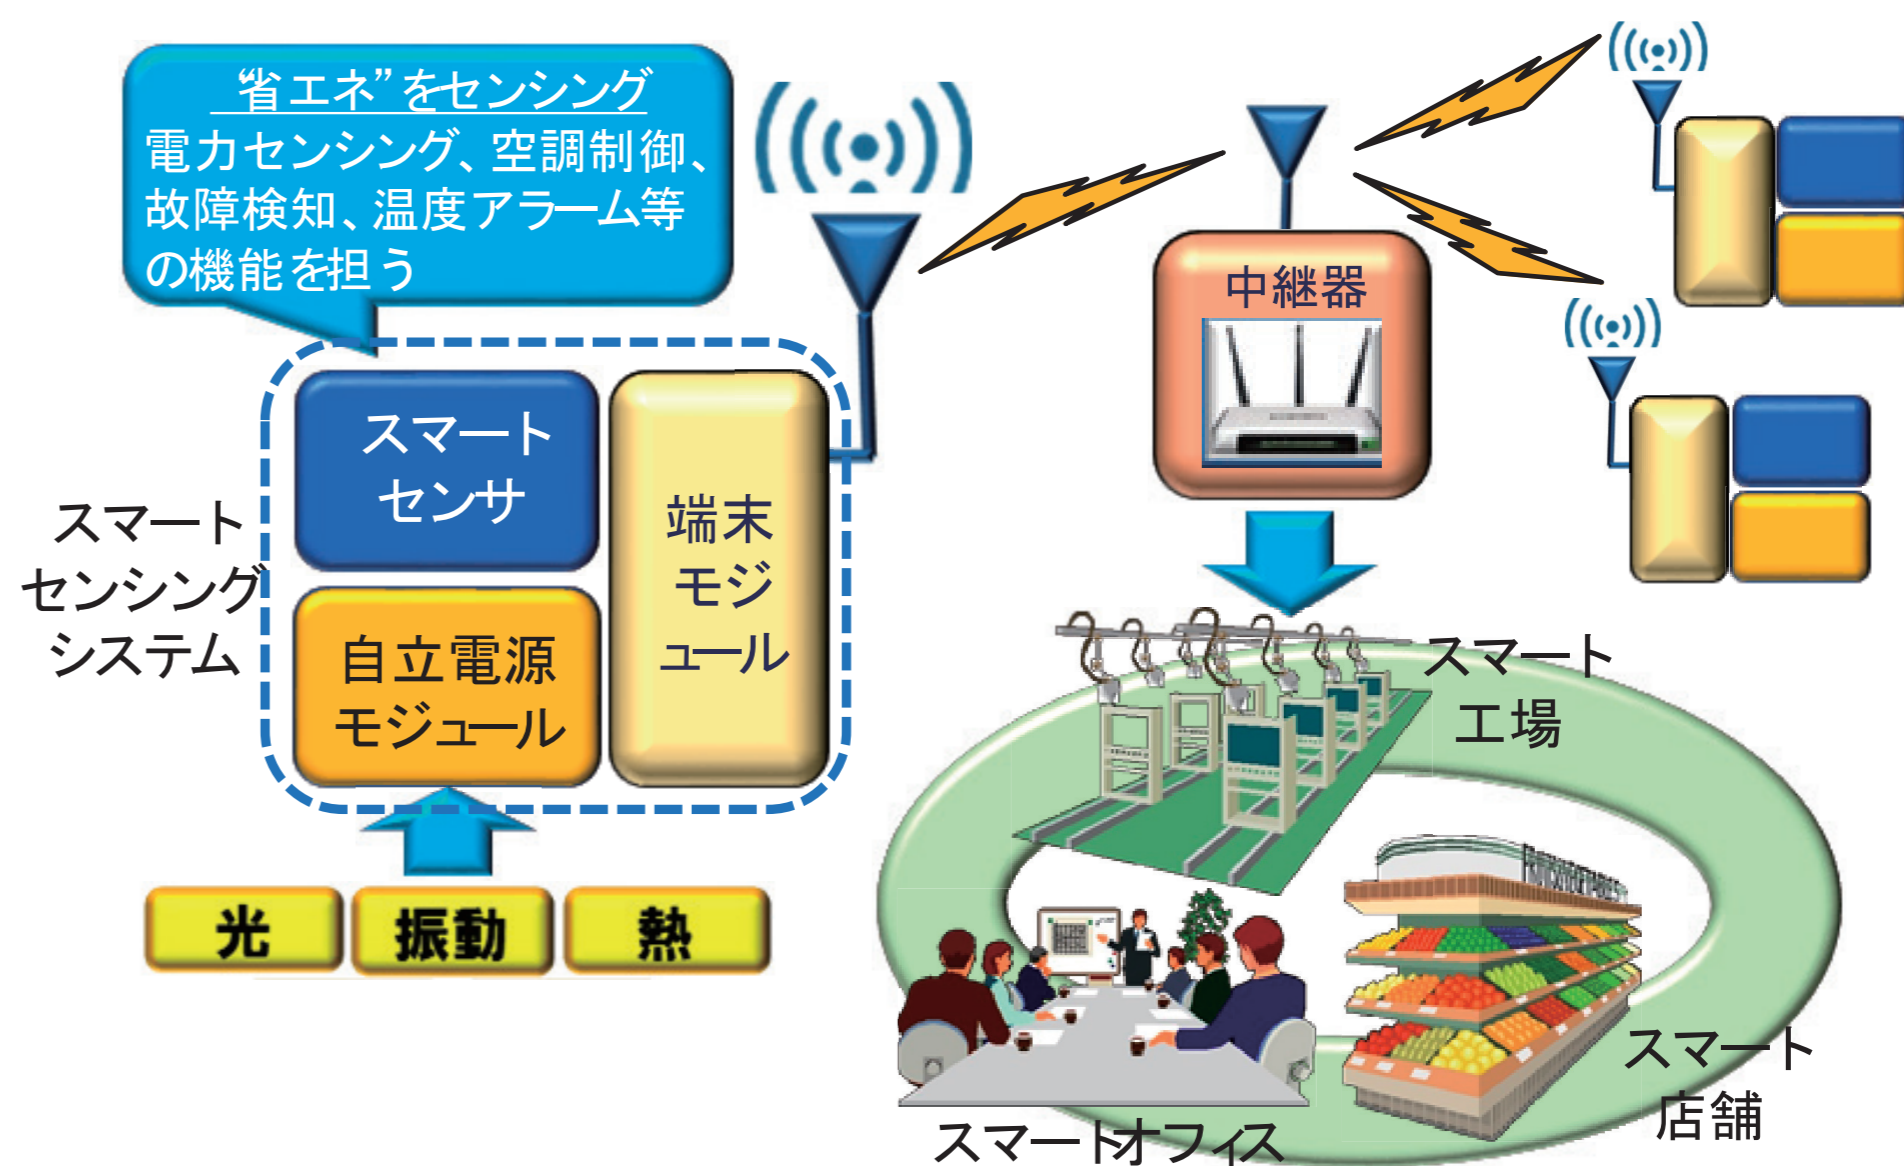 “省エネ”をセンシング
電力センシング、空調制御、
故障検知、温度アラーム等
の機能を担う
中継器
スマート
センサ
端末
モジ
ュール
スマート
センシング
システム
自立電源
モジュール
光
振動
熱
スマート
工場
スマート
店舗
スマートオフィス